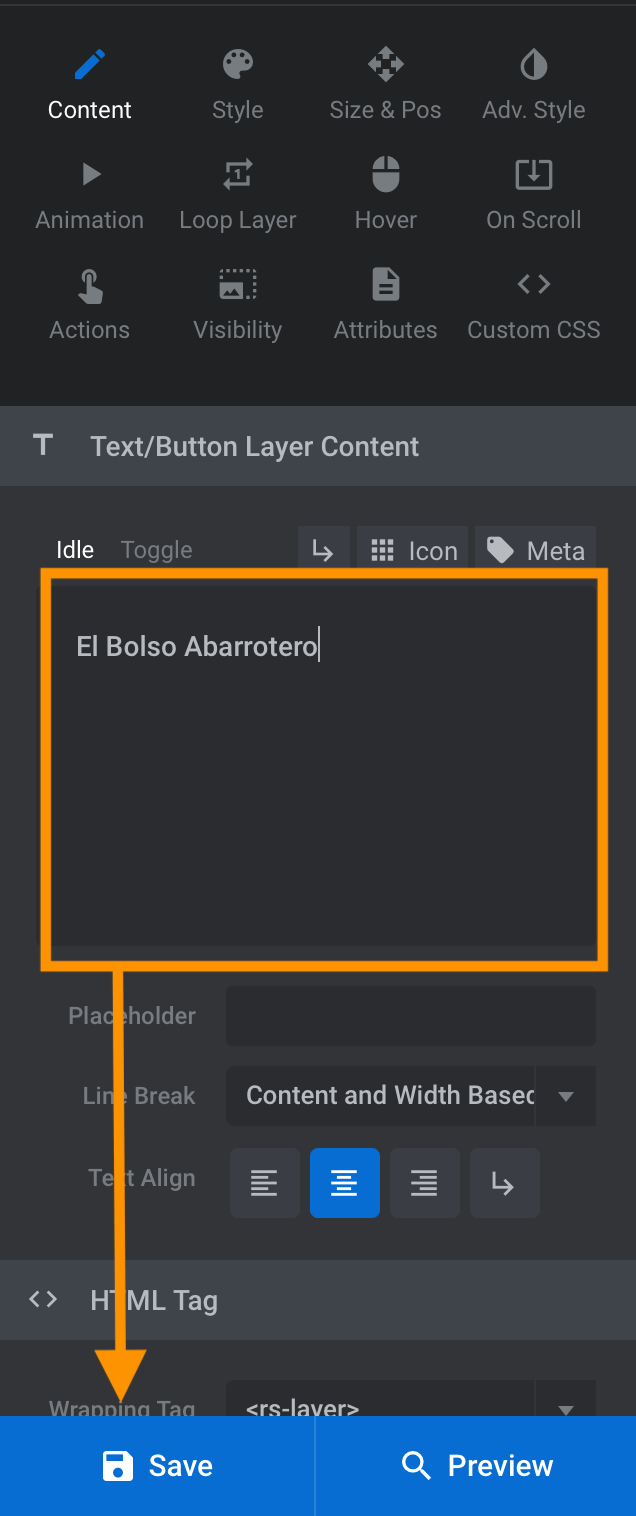 Content Style Size & Pos Adv. Style
1
Animation Loop Layer Hover On Scroll
Actions Visibility Attributes Custom CSS
T Text/Button Layer Content
Idle Toggle Icon Meta
El Bolso Abarrotero
Placeholder
Line Break Content and Width Based
Text Align
HTML Tag
Wrapping Tag <rs-layer>
Save Preview